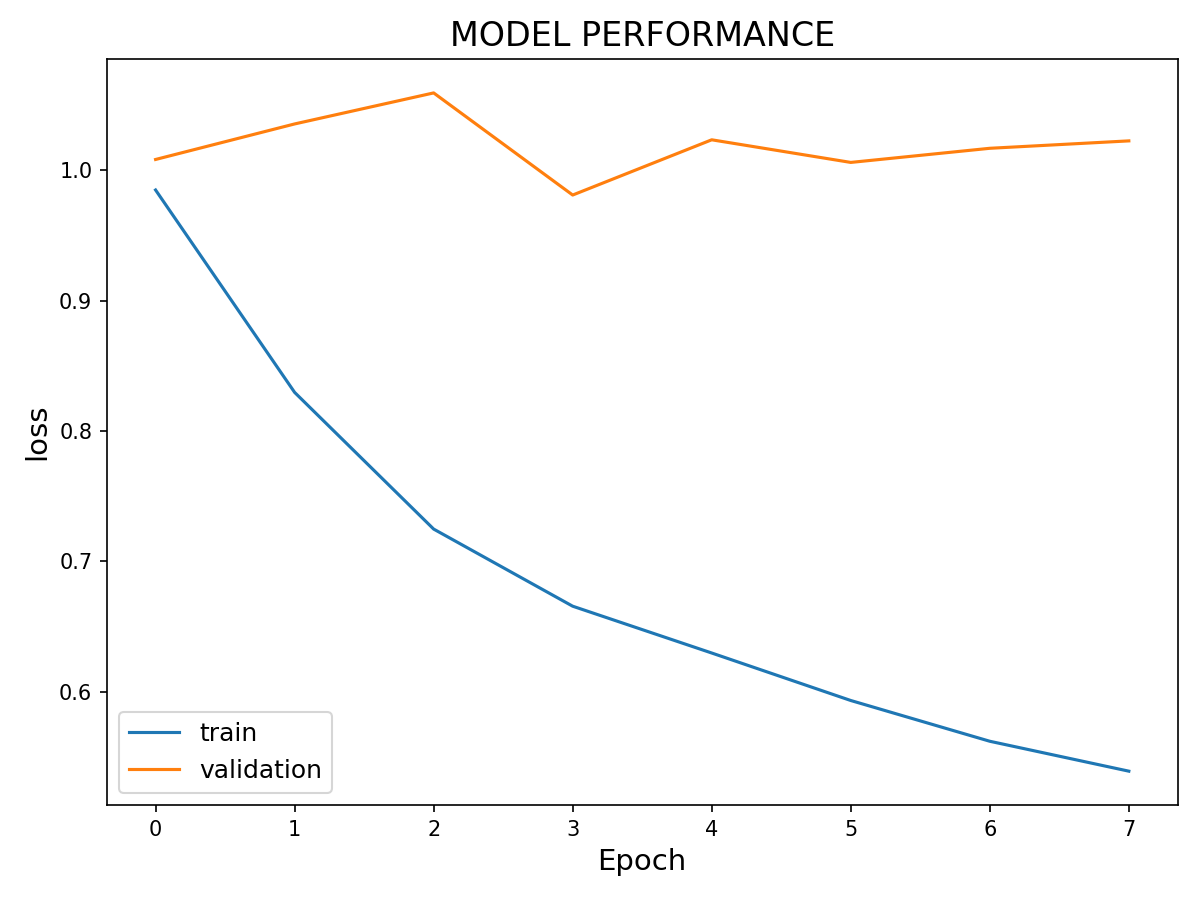 MODEL PERFORMANCE
loss
1.0
0.9
0.8
0.7
0.6
train
validation
0 1 2 3 4 5 6 7
Epoch